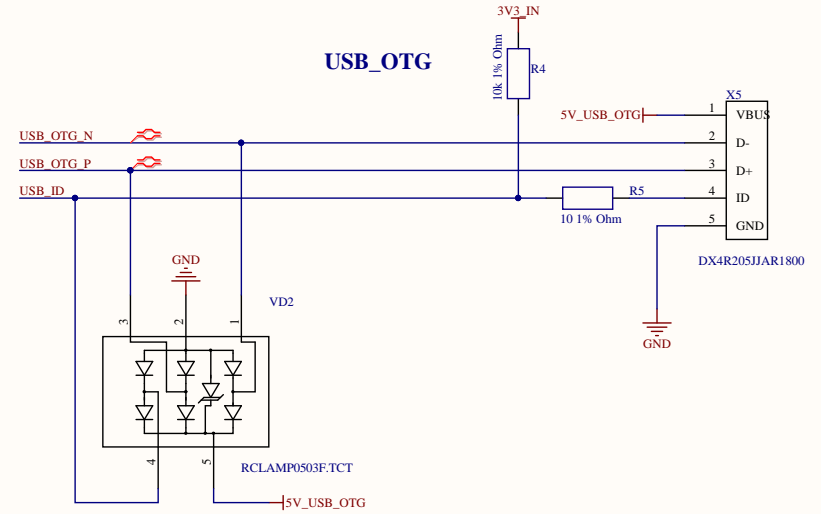 3V3_IN
USB_OTG
10k 1% Ohm
R4
X5
5V_USB_OTG
1
VBUS
USB_OTG_N
2
D-
USB_OTG_P
3
D+
USB_ID
R5
4
ID
10 1% Ohm
5
GND
GND
DX4R205JJAR1800
VD2
3
2
1
GND
4
5
RCLAMP0503F.TCT
5V_USB_OTG